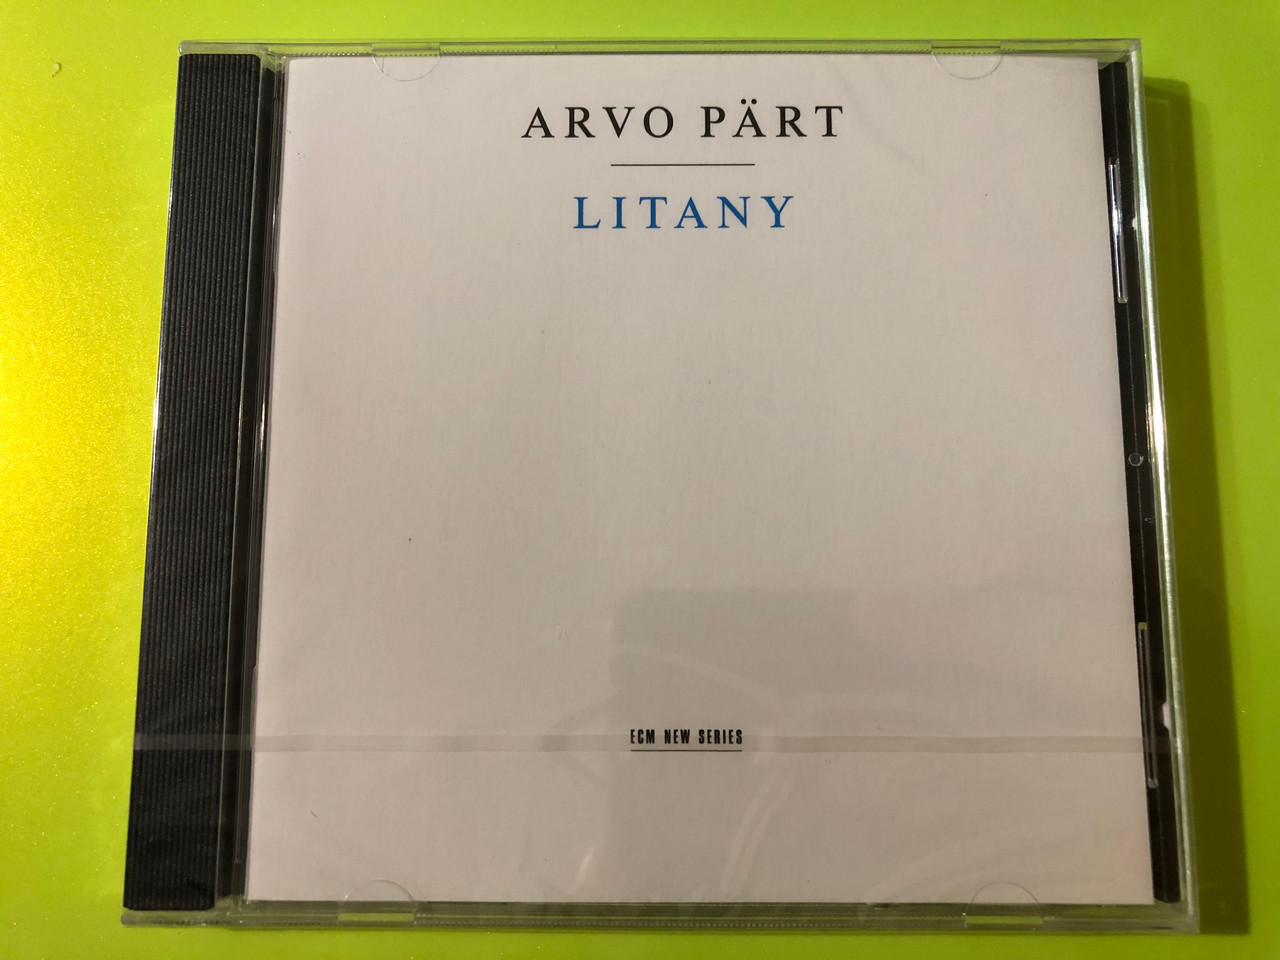 ARVO PÄRT
LITANY
ECM NEW SERIES